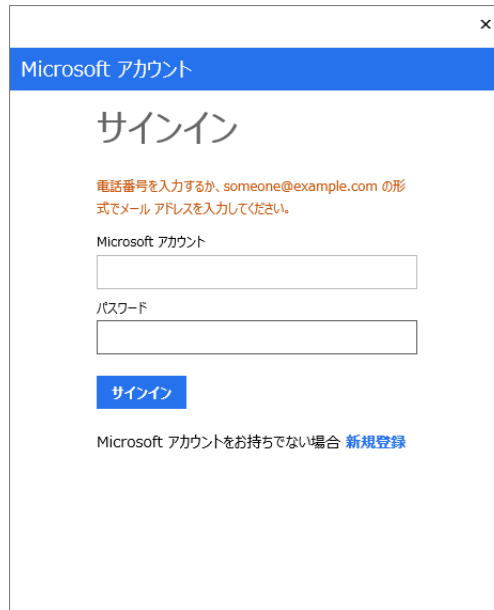 ×
Microsoft アカウント
サインイン
電話番号を入力するか、someone@example.com の形
式でメール アドレスを入力してください。
Microsoft アカウント
パスワード
サインイン
Microsoft アカウントをお持ちでない場合 新規登録